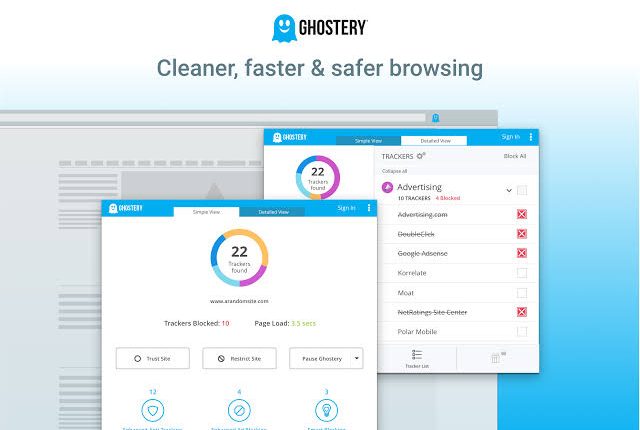 GHOSTERY
Cleaner, faster & safer browsing
GHOSTERY
Simple View
Detailed View
Sign In
22
Trackers
found
TRACKERS
Block All
Collapse all
Advertising
10 TRACKERS 4 Blocked
Advertising.com
DoubleClick
Google Adsense
Korrelate
Moat
NetRatings Site Center
Polar Mobile
Tracker List
GHOSTERY
Simple View
Detailed View
Sign In
22
Trackers
found
www.arandomsite.com
Trackers Blocked: 10 Page Load: 3.5 secs
Trust Site
Restrict Site
Pause Ghostery
12
4
3